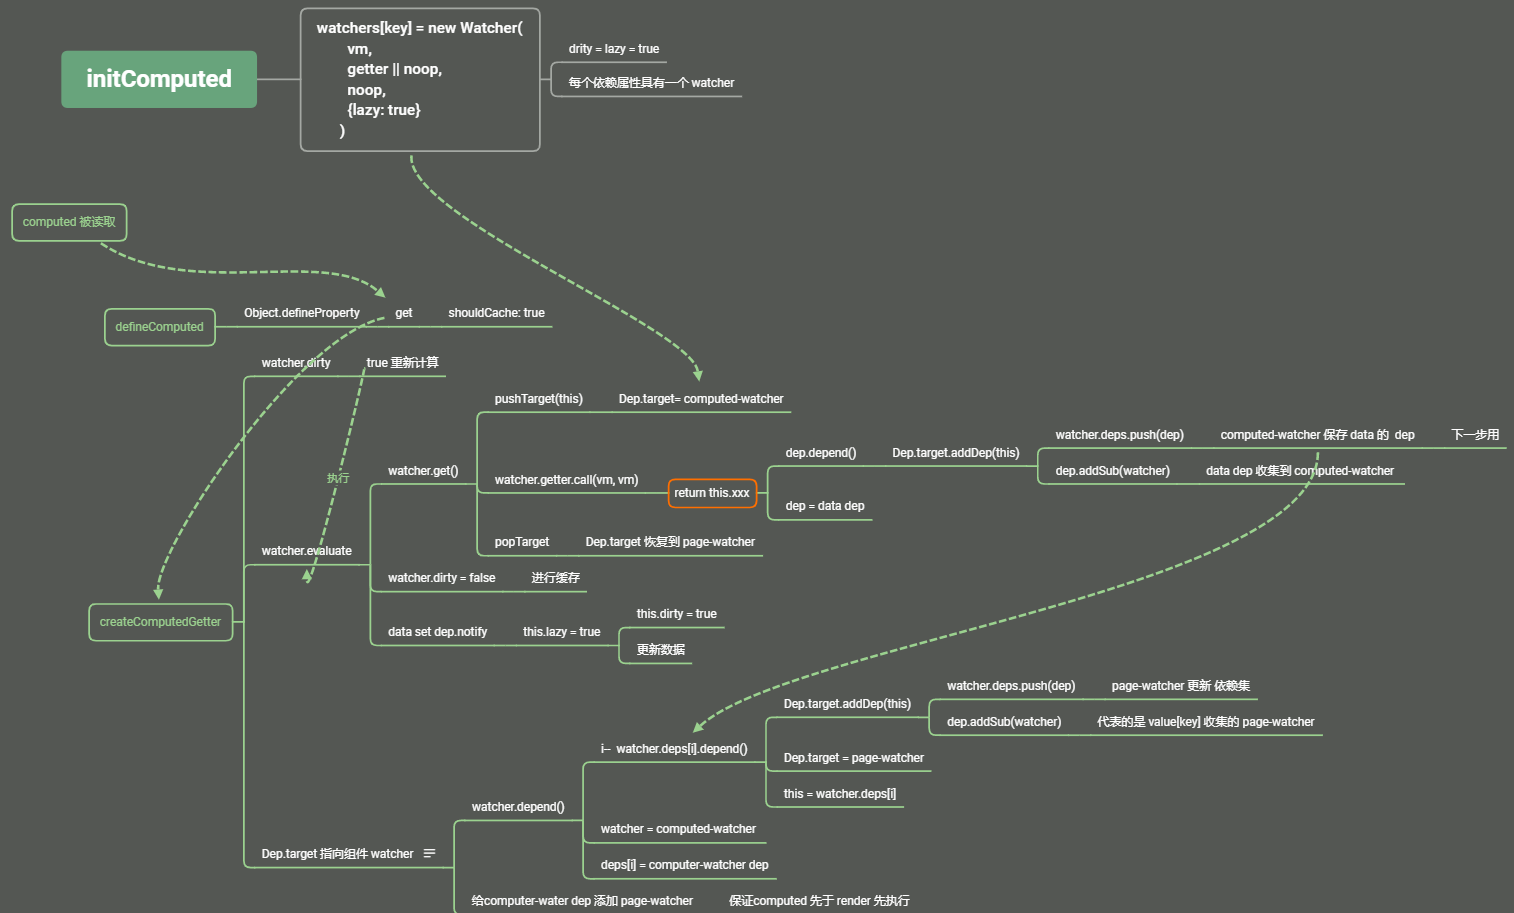 initComputed
watchers[key] = new Watcher(
vm,
getter || noop,
noop,
{lazy: true}
)
drity = lazy = true
每个依赖属性具有一个 watcher
computed 被读取
defineComputed
Object.defineProperty
get
shouldCache: true
createComputedGetter
watcher.dirty
true 重新计算
执行
watcher.evaluate
watcher.get()
pushTarget(this)
Dep.target= computed-watcher
watcher.getter.call(vm, vm)
return this.xxx
dep.depend()
Dep.target.addDep(this)
watcher.deps.push(dep)
computed-watcher 保存 data 的 dep
下一步用
dep.addSub(watcher)
data dep 收集到 computed-watcher
dep = data dep
popTarget
Dep.target 恢复到 page-watcher
watcher.dirty = false
进行缓存
data set dep.notify
this.lazy = true
this.dirty = true
更新数据
Dep.target 指向组件 watcher
watcher.depend()
i-- watcher.deps[i].depend()
Dep.target.addDep(this)
watcher.deps.push(dep)
page-watcher 更新 依赖集
dep.addSub(watcher)
代表的是 value[key] 收集的 page-watcher
Dep.target = page-watcher
this = watcher.deps[i]
watcher = computed-watcher
deps[i] = computer-watcher dep
给computer-water dep 添加 page-watcher
保证computed 先于 render 先执行